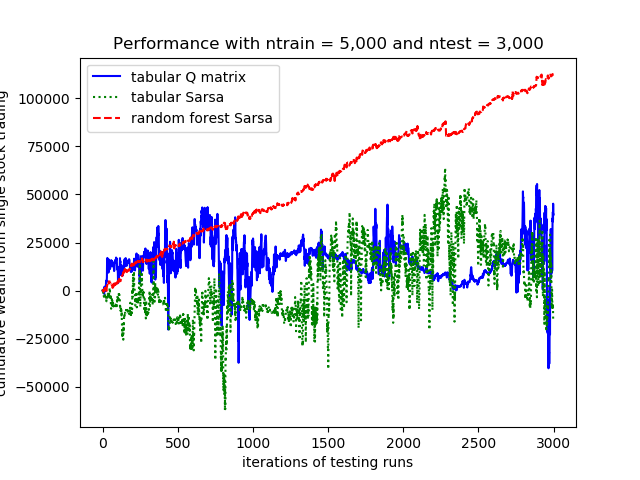 Performance with ntrain = 5,000 and ntest = 3,000
tabular Q matrix
tabular Sarsa
random forest Sarsa
cumulative wealth from single stock trading
100000
75000
50000
25000
0
−25000
−50000
0 500 1000 1500 2000 2500 3000
iterations of testing runs